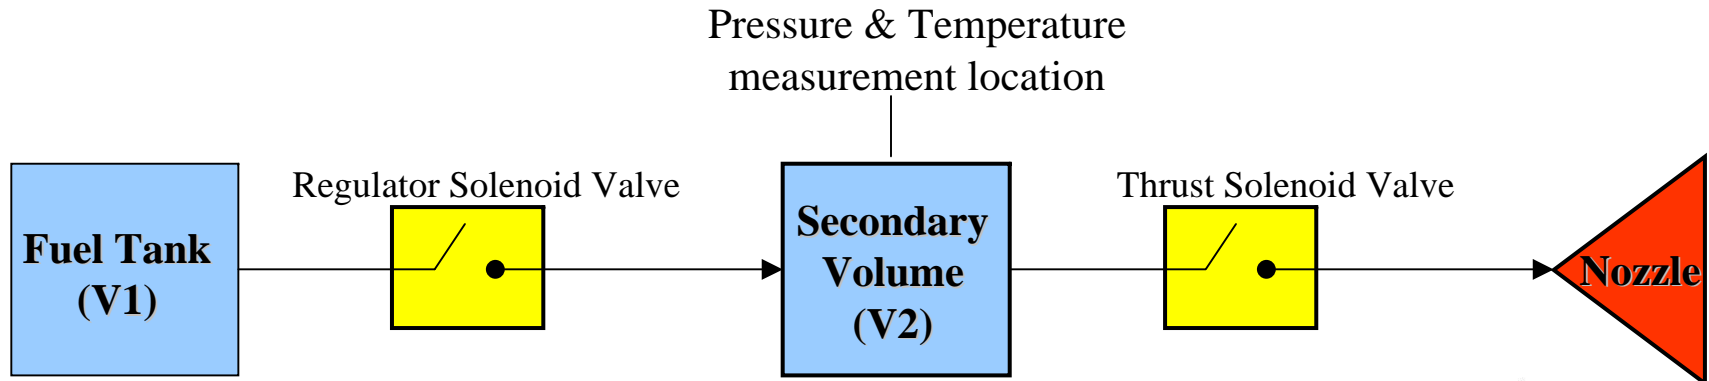 Pressure & Temperature
measurement location
Regulator Solenoid Valve
Thrust Solenoid Valve
Fuel Tank
(V1)
Secondary
Volume
(V2)
Nozzle